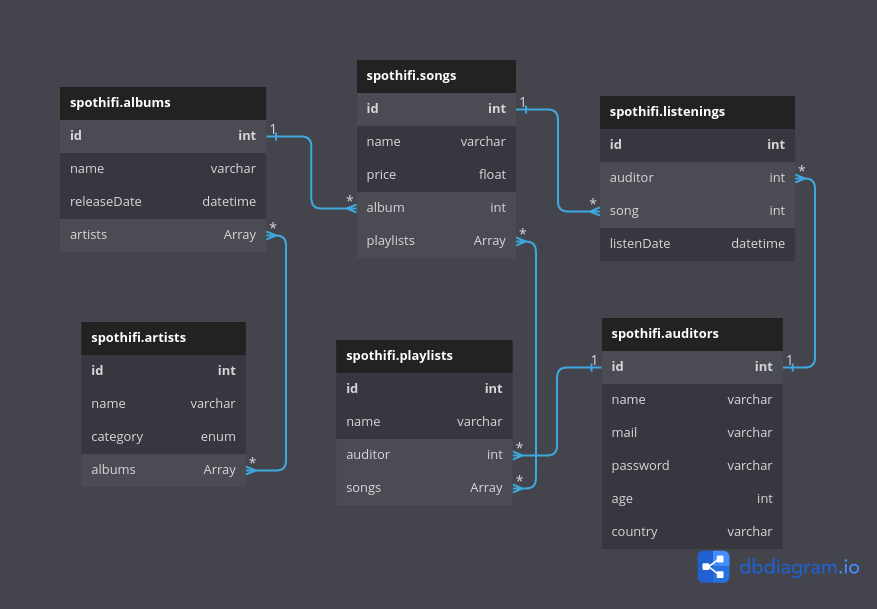 spothifi.albums
id int
name varchar
releaseDate datetime
artists Array
1
*
spothifi.songs
id int
name varchar
price float
album int
playlists Array
1
*
*
spothifi.listenings
id int
auditor int
song int
listenDate datetime
*
*
spothifi.artists
id int
name varchar
category enum
albums Array
*
spothifi.playlists
id int
name varchar
auditor int
songs Array
*
*
spothifi.auditors
id int
name varchar
mail varchar
password varchar
age int
country varchar
1
1
dbdiagram.io